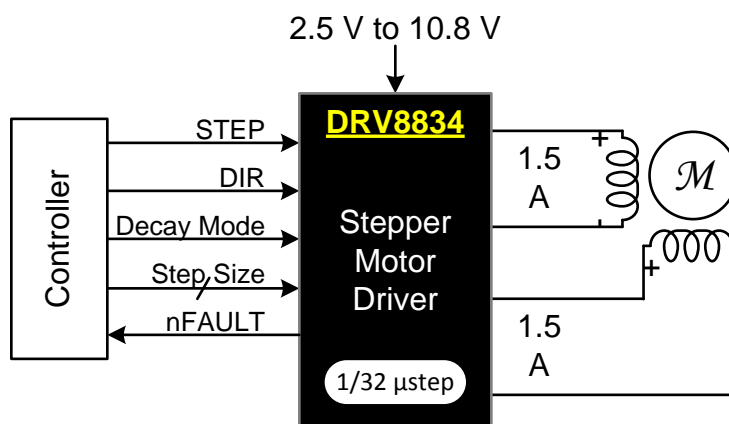 2.5 V to 10.8 V
Controller
STEP
DIR
Decay Mode
Step Size
nFAULT
DRV8834
Stepper
Motor
Driver
1/32 µstep
+
1.5
A
-
M
+
1.5
A